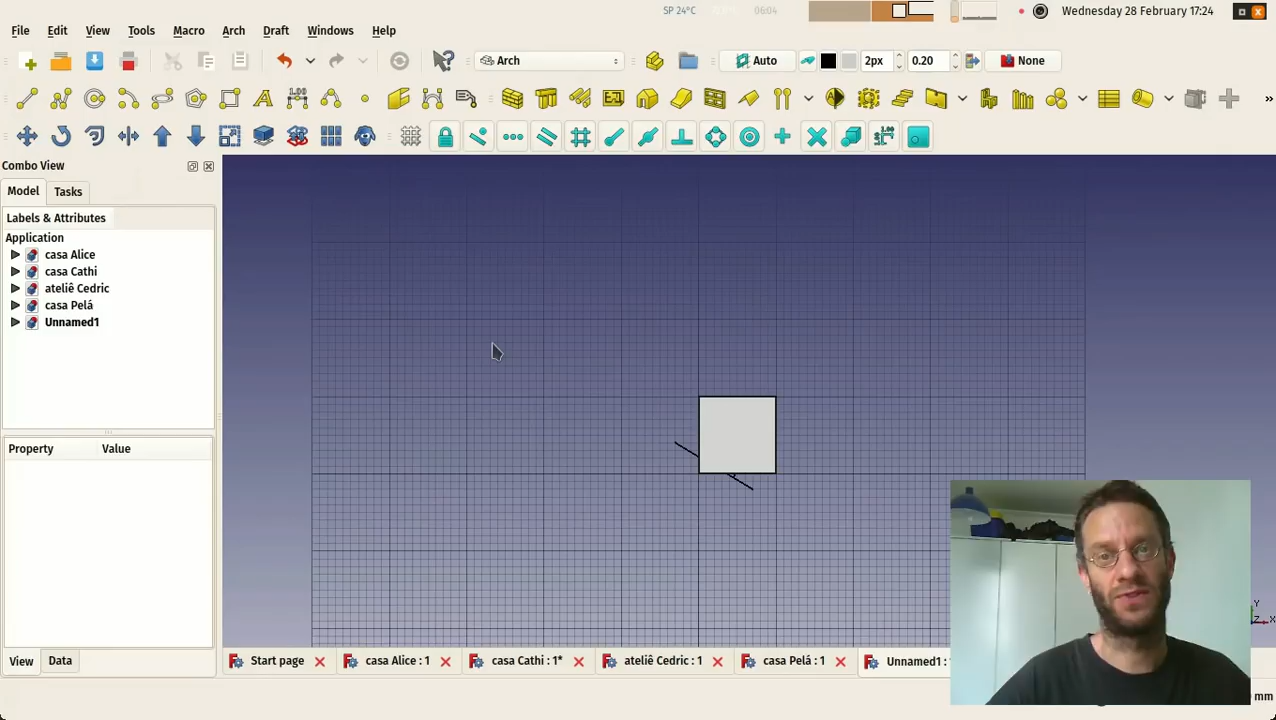 SP 24°C 06:04 Wednesday 28 February 17:24
File Edit View Tools Macro Arch Draft Windows Help
Arch Auto 2px 0.20 None
Combo View
Model Tasks
Labels & Attributes
Application
casa Alice
casa Cathi
ateliê Cedric
casa Pelá
Unnamed1
Property Value
Y
Z X
View Data
Start page casa Alice : 1 casa Cathi : 1* ateliê Cedric : 1 casa Pelá : 1 Unnamed1 :
mm